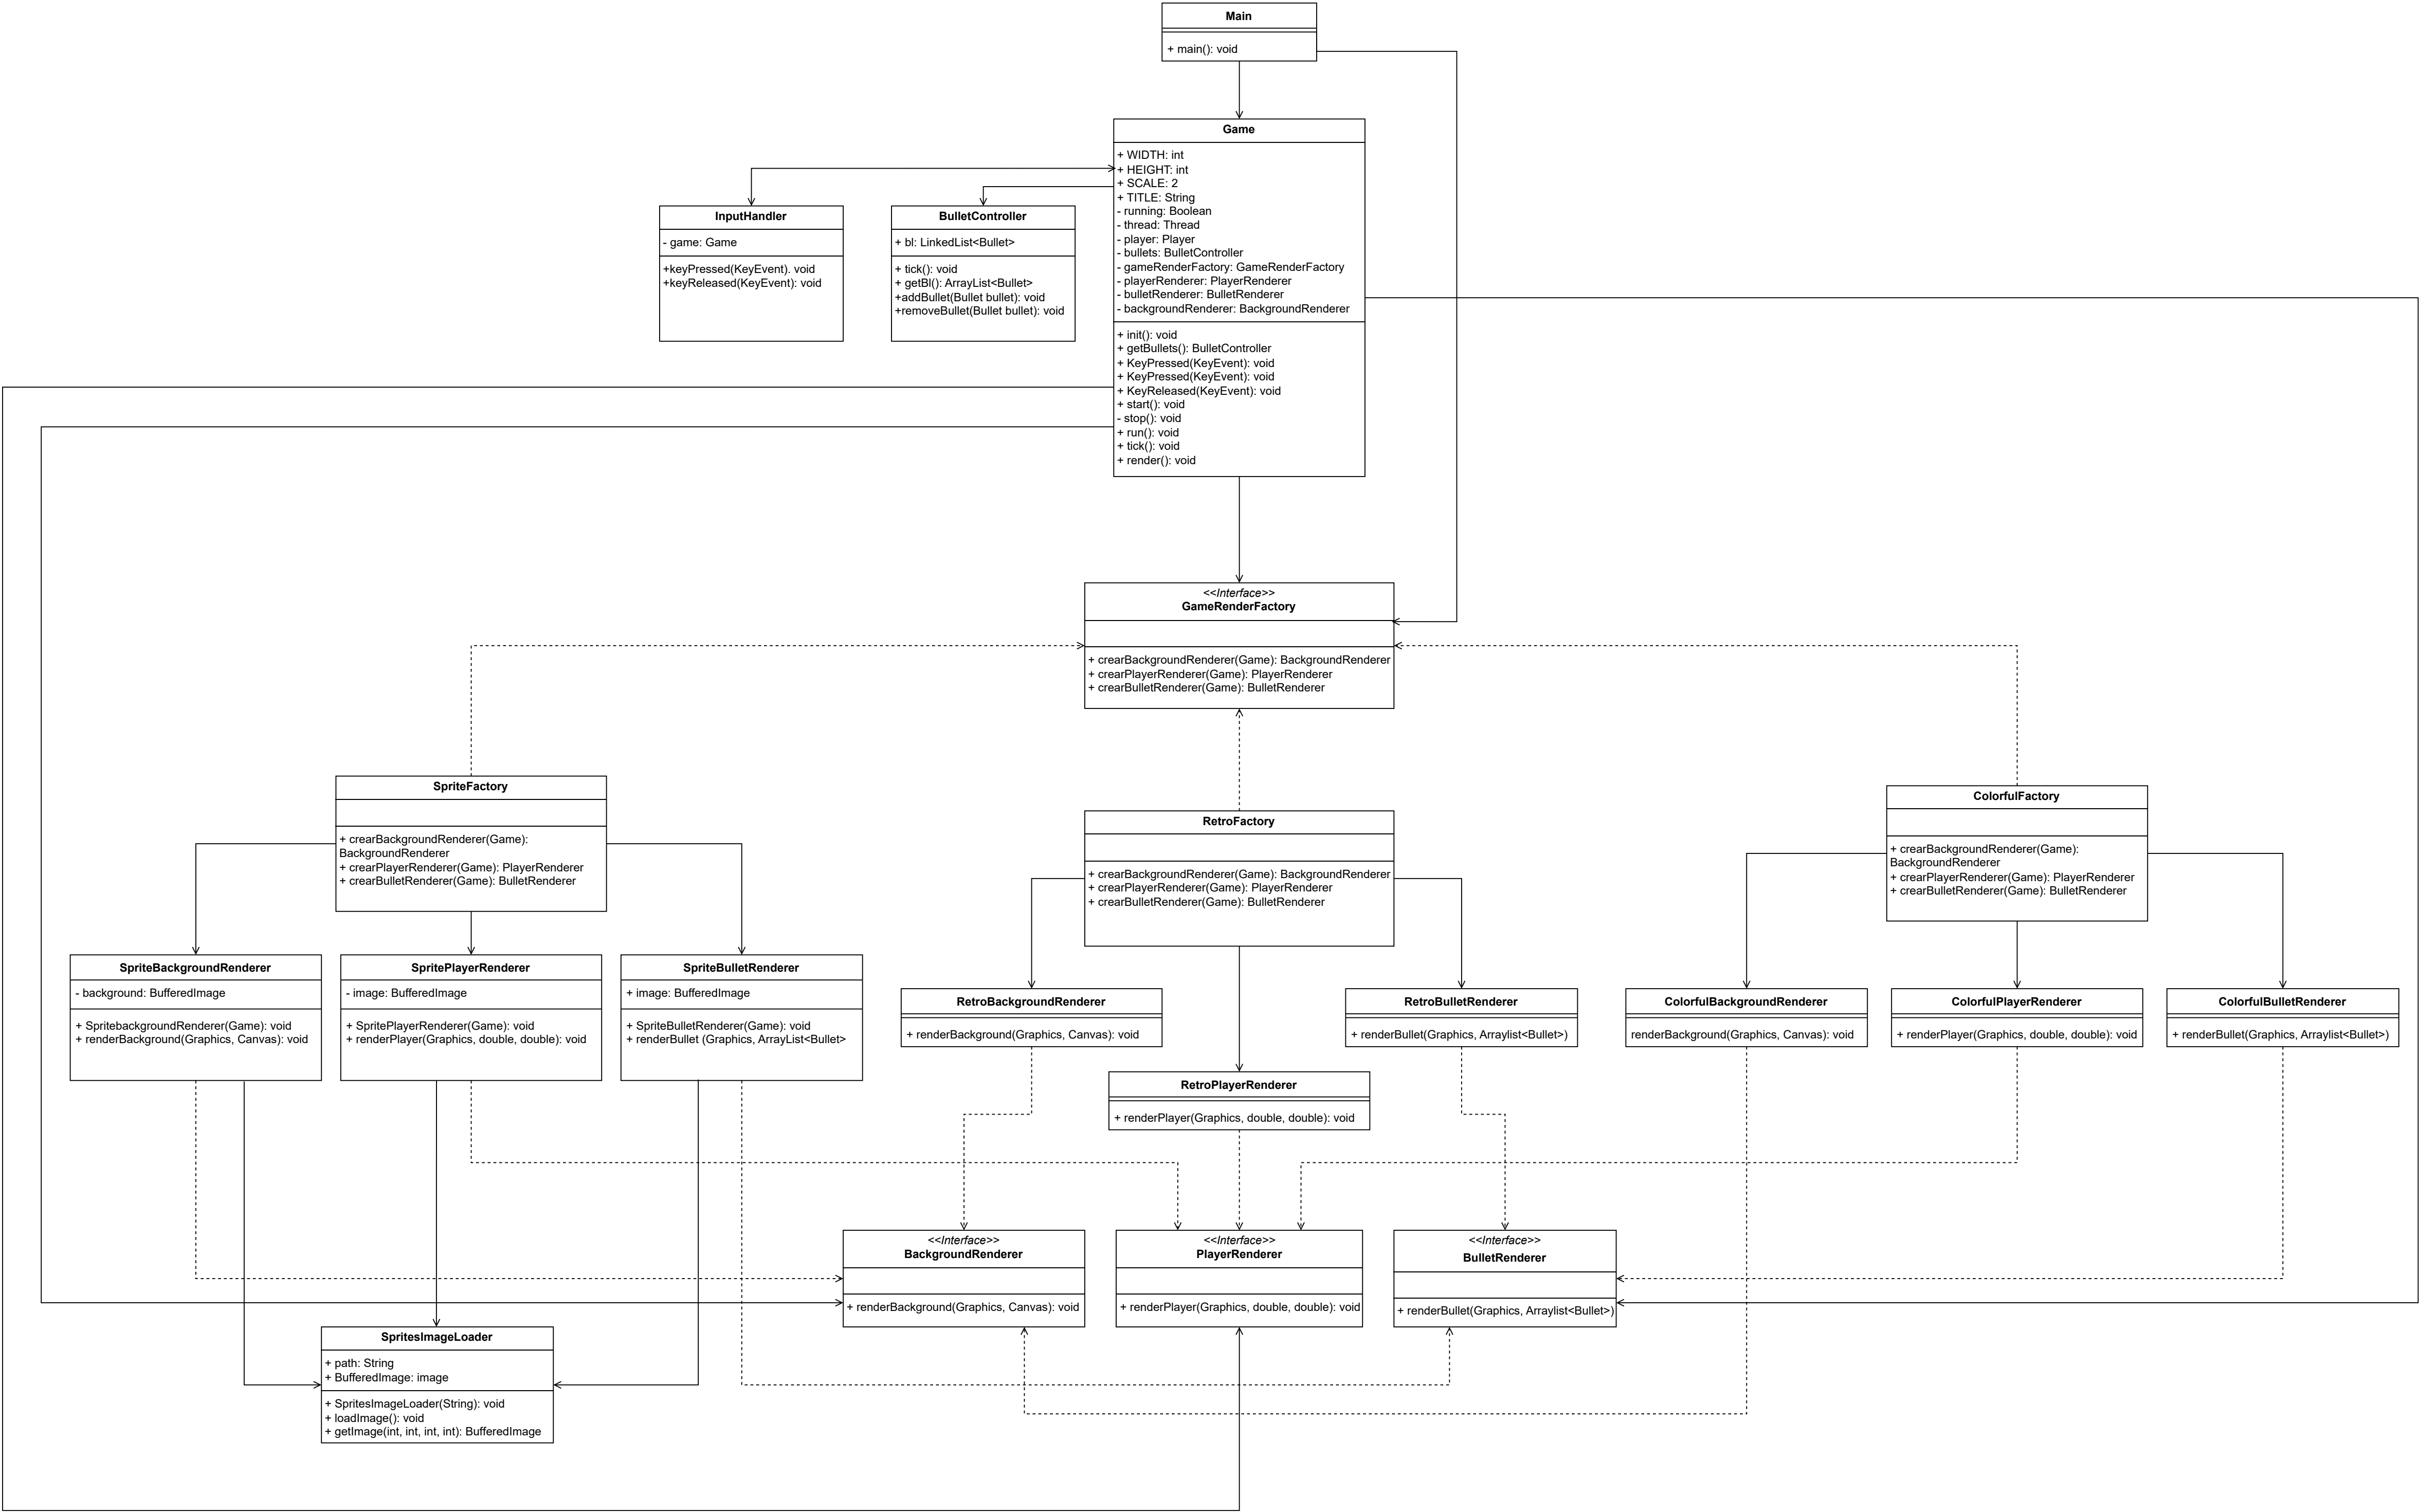 Main
+ main(): void
Game
+ WIDTH: int
+ HEIGHT: int
+ SCALE: 2
+ TITLE: String
- running: Boolean
- thread: Thread
- player: Player
- bullets: BulletController
- gameRenderFactory: GameRenderFactory
- playerRenderer: PlayerRenderer
- bulletRenderer: BulletRenderer
- backgroundRenderer: BackgroundRenderer
+ init(): void
+ getBullets(): BulletController
+ KeyPressed(KeyEvent): void
+ KeyPressed(KeyEvent): void
+ KeyReleased(KeyEvent): void
+ start(): void
- stop(): void
+ run(): void
+ tick(): void
+ render(): void
InputHandler
- game: Game
+keyPressed(KeyEvent). void
+keyReleased(KeyEvent): void
BulletController
+ bl: LinkedList<Bullet>
+ tick(): void
+ getBl(): ArrayList<Bullet>
+addBullet(Bullet bullet): void
+removeBullet(Bullet bullet): void
<<Interface>>
GameRenderFactory
+ crearBackgroundRenderer(Game): BackgroundRenderer
+ crearPlayerRenderer(Game): PlayerRenderer
+ crearBulletRenderer(Game): BulletRenderer
SpriteFactory
+ crearBackgroundRenderer(Game):
BackgroundRenderer
+ crearPlayerRenderer(Game): PlayerRenderer
+ crearBulletRenderer(Game): BulletRenderer
RetroFactory
+ crearBackgroundRenderer(Game): BackgroundRenderer
+ crearPlayerRenderer(Game): PlayerRenderer
+ crearBulletRenderer(Game): BulletRenderer
ColorfulFactory
+ crearBackgroundRenderer(Game):
BackgroundRenderer
+ crearPlayerRenderer(Game): PlayerRenderer
+ crearBulletRenderer(Game): BulletRenderer
SpriteBackgroundRenderer
- background: BufferedImage
+ SpritebackgroundRenderer(Game): void
+ renderBackground(Graphics, Canvas): void
SpritePlayerRenderer
- image: BufferedImage
+ SpritePlayerRenderer(Game): void
+ renderPlayer(Graphics, double, double): void
SpriteBulletRenderer
+ image: BufferedImage
+ SpriteBulletRenderer(Game): void
+ renderBullet (Graphics, ArrayList<Bullet>
RetroBackgroundRenderer
+ renderBackground(Graphics, Canvas): void
RetroBulletRenderer
+ renderBullet(Graphics, Arraylist<Bullet>)
ColorfulBackgroundRenderer
renderBackground(Graphics, Canvas): void
ColorfulPlayerRenderer
+ renderPlayer(Graphics, double, double): void
ColorfulBulletRenderer
+ renderBullet(Graphics, Arraylist<Bullet>)
RetroPlayerRenderer
+ renderPlayer(Graphics, double, double): void
<<Interface>>
BackgroundRenderer
+ renderBackground(Graphics, Canvas): void
<<Interface>>
PlayerRenderer
+ renderPlayer(Graphics, double, double): void
<<Interface>>
BulletRenderer
+ renderBullet(Graphics, Arraylist<Bullet>)
SpritesImageLoader
+ path: String
+ BufferedImage: image
+ SpritesImageLoader(String): void
+ loadImage(): void
+ getImage(int, int, int, int): BufferedImage